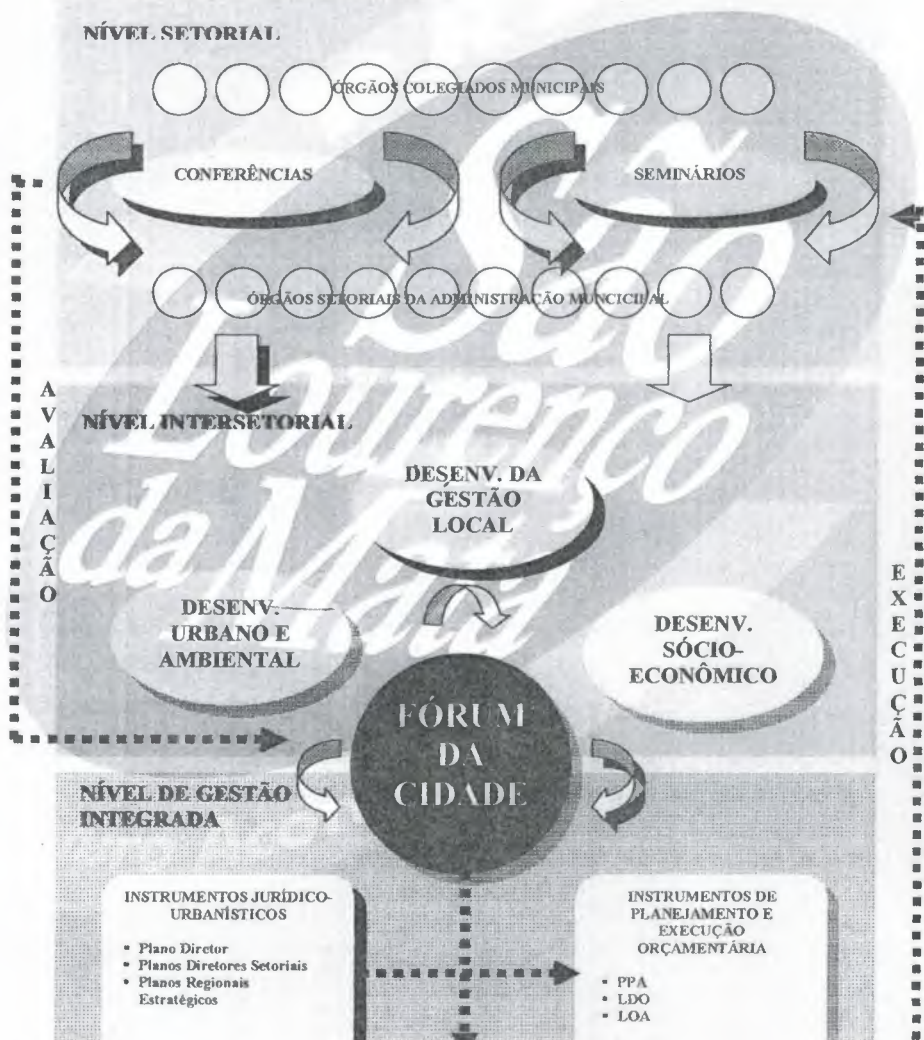 NÍVEL SETORIAL
ÓRGÃOS COLEGIADOS MUNICIPAIS
CONFERÊNCIAS
SEMINÁRIOS
ÓRGÃOS SETORIAIS DA ADMINISTRAÇÃO MUNCICIPAL
AVALIAÇÃO
NÍVEL INTERSETORIAL
São
Lourenço
da Mata
DESENV. DA
GESTÃO
LOCAL
DESENV.
URBANO E
AMBIENTAL
DESENV.
SÓCIO-
ECONÔMICO
EXECUÇÃO
FÓRUM
DA
CIDADE
NÍVEL DE GESTÃO
INTEGRADA
INSTRUMENTOS JURÍDICO-
URBANÍSTICOS
▪ Plano Diretor
▪ Planos Diretores Setoriais
▪ Planos Regionais
Estratégicos
INSTRUMENTOS DE
PLANEJAMENTO E
EXECUÇÃO
ORÇAMENTÁRIA
▪ PPA
▪ LDO
▪ LOA